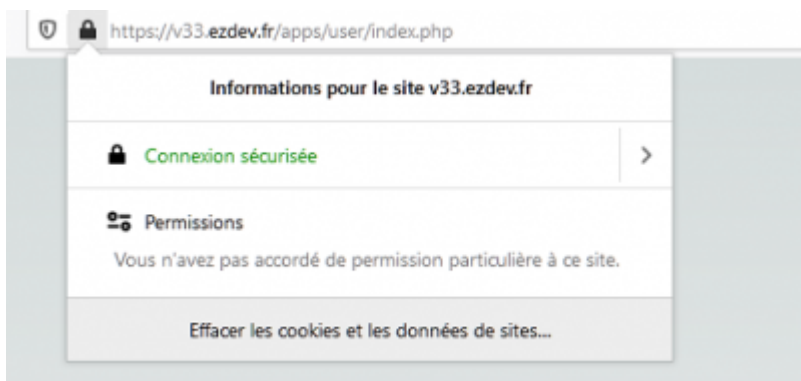 https://v33.ezdev.fr/apps/user/index.php
Informations pour le site v33.ezdev.fr
Connexion sécurisée
Permissions
Vous n'avez pas accordé de permission particulière à ce site.
Effacer les cookies et les données de sites...